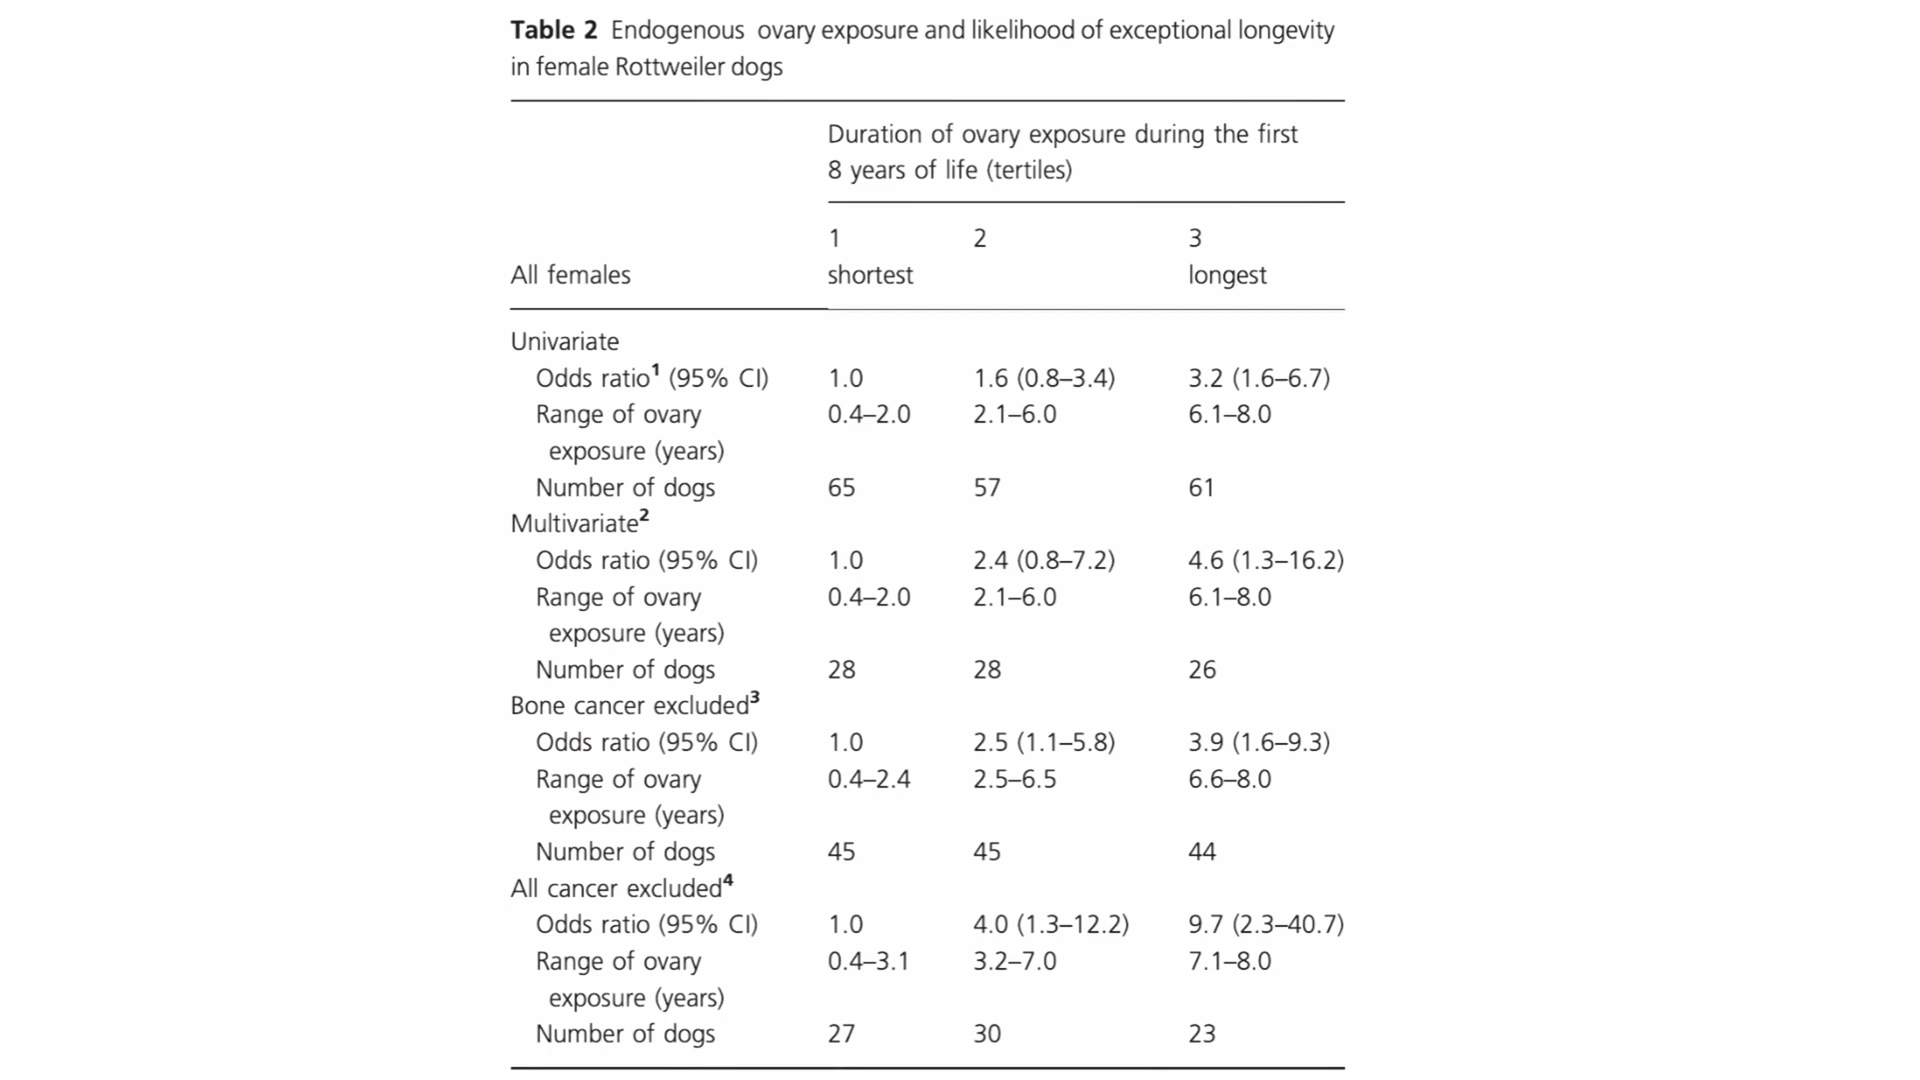 Table 2 Endogenous ovary exposure and likelihood of exceptional longevity
in female Rottweiler dogs
Duration of ovary exposure during the first
8 years of life (tertiles)
1 2 3
All females shortest longest
Univariate
Odds ratio¹ (95% CI) 1.0 1.6 (0.8–3.4) 3.2 (1.6–6.7)
Range of ovary 0.4–2.0 2.1–6.0 6.1–8.0
exposure (years)
Number of dogs 65 57 61
Multivariate²
Odds ratio (95% CI) 1.0 2.4 (0.8–7.2) 4.6 (1.3–16.2)
Range of ovary 0.4–2.0 2.1–6.0 6.1–8.0
exposure (years)
Number of dogs 28 28 26
Bone cancer excluded³
Odds ratio (95% CI) 1.0 2.5 (1.1–5.8) 3.9 (1.6–9.3)
Range of ovary 0.4–2.4 2.5–6.5 6.6–8.0
exposure (years)
Number of dogs 45 45 44
All cancer excluded⁴
Odds ratio (95% CI) 1.0 4.0 (1.3–12.2) 9.7 (2.3–40.7)
Range of ovary 0.4–3.1 3.2–7.0 7.1–8.0
exposure (years)
Number of dogs 27 30 23